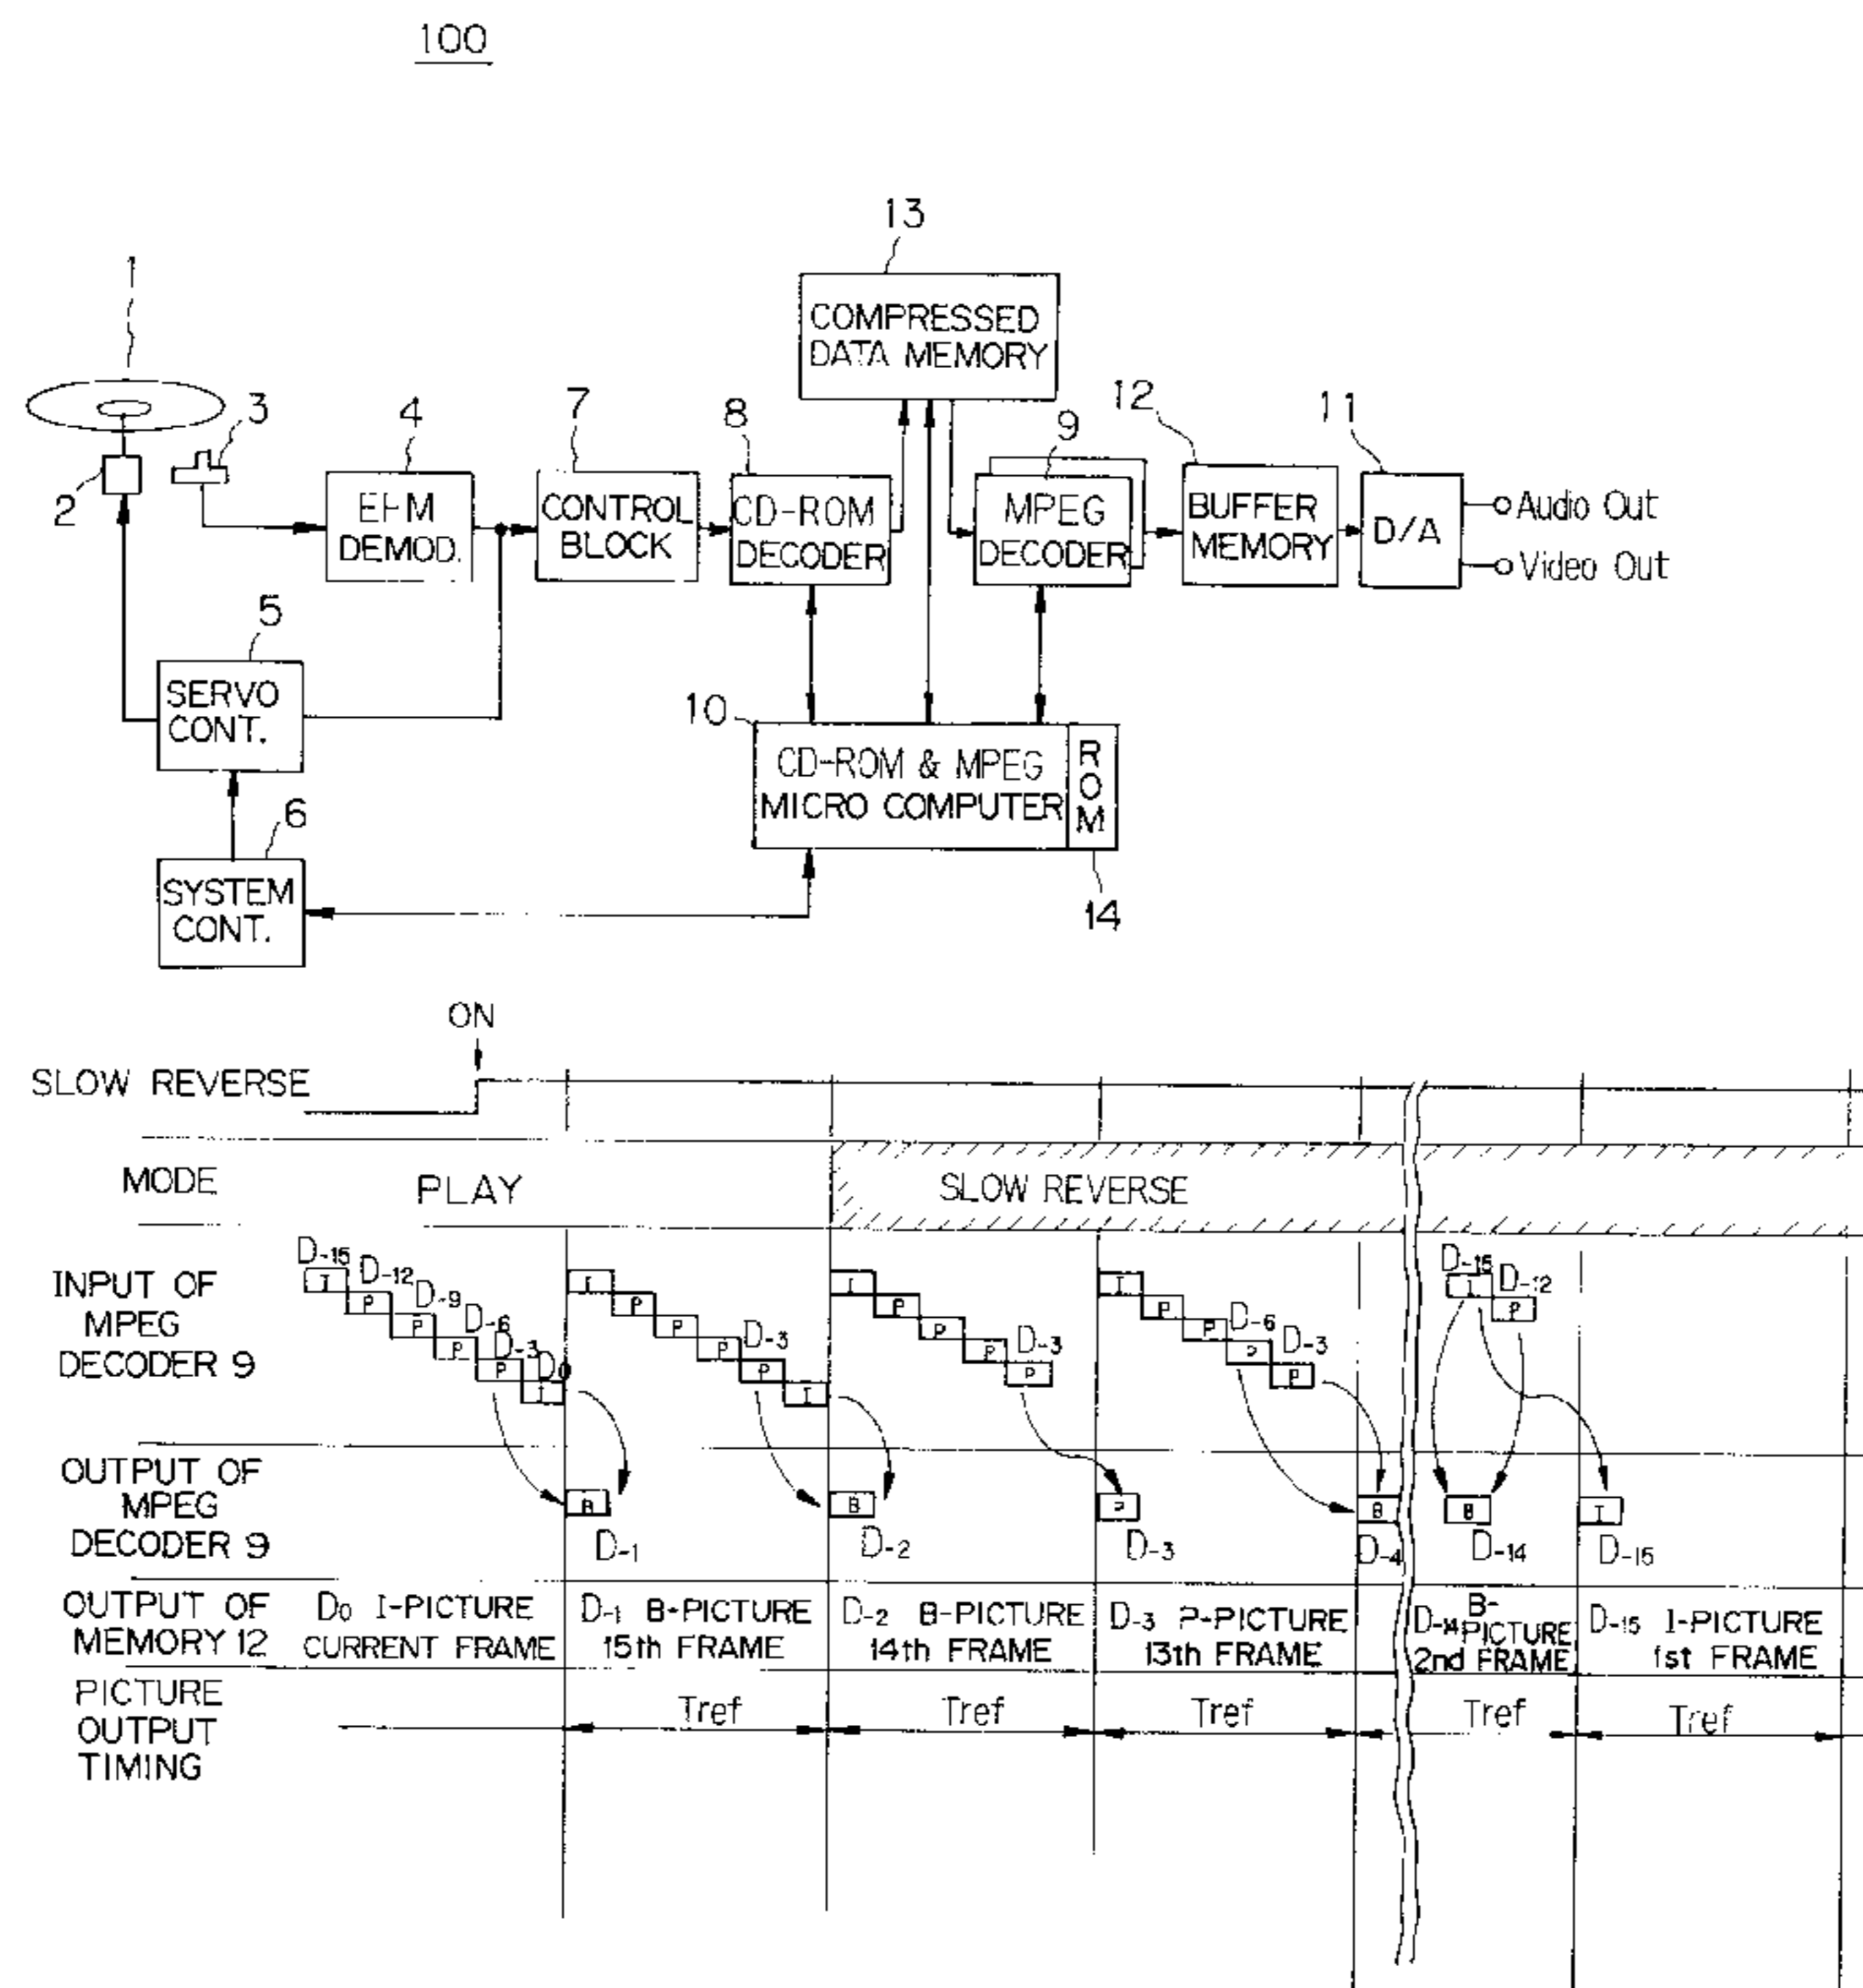 100
13
COMPRESSED
DATA MEMORY
1
3
2
4
EFM
DEMOD.
7
CONTROL
BLOCK
8
CD-ROM
DECODER
9
MPEG
DECODER
12
BUFFER
MEMORY
11
D/A
Audio Out
Video Out
5
SERVO
CONT.
10
CD-ROM & MPEG
MICRO COMPUTER
ROM
14
6
SYSTEM
CONT.
ON
SLOW REVERSE
MODE
PLAY
SLOW REVERSE
INPUT OF
MPEG
DECODER 9
D-15 D-12 D-9 D-6 D-3 D0
I P P P P I
D-3
I P P P P I
D-3
I P P P P
D-6 D-3
I P P P P
D-15 D-12
I P
OUTPUT OF
MPEG
DECODER 9
B B P B B I
D-1 D-2 D-3 D-4 D-14 D-15
OUTPUT OF
MEMORY 12
D0 I-PICTURE
CURRENT FRAME
D-1 B-PICTURE
15th FRAME
D-2 B-PICTURE
14th FRAME
D-3 P-PICTURE
13th FRAME
D-14 B-
PICTURE
2nd FRAME
D-15 I-PICTURE
1st FRAME
PICTURE
OUTPUT
TIMING
Tref Tref Tref Tref Tref